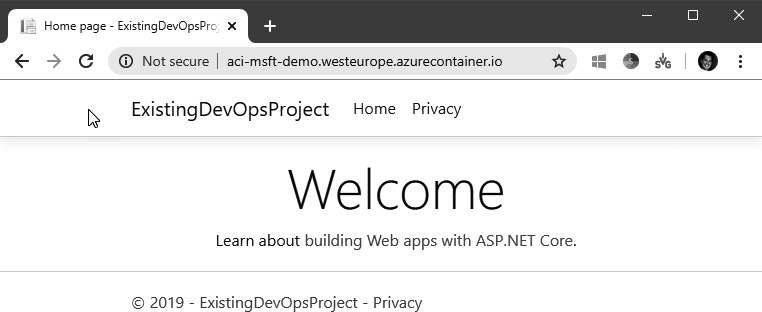 Home page - ExistingDevOpsProj
Not secure
aci-msft-demo.westeurope.azurecontainer.io
SVG
ExistingDevOpsProject
Home
Privacy
Welcome
Learn about building Web apps with ASP.NET Core.
© 2019 - ExistingDevOpsProject - Privacy